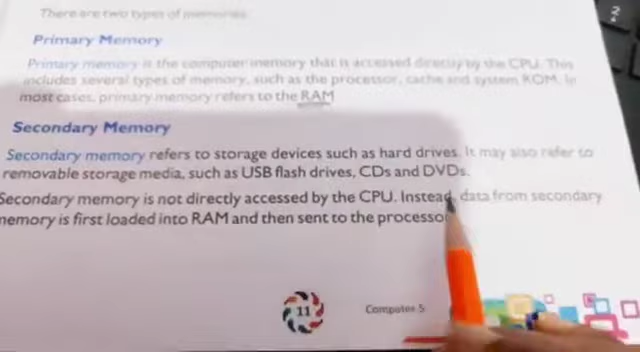 There are two types of memories:
Primary Memory
Primary memory is the computer memory that is accessed directly by the CPU. This
includes several types of memory, such as the processor, cache and system ROM. In
most cases, primary memory refers to the RAM
Secondary Memory
Secondary memory refers to storage devices such as hard drives. It may also refer to
removable storage media, such as USB flash drives, CDs and DVDs.
Secondary memory is not directly accessed by the CPU. Instead, data from secondary
memory is first loaded into RAM and then sent to the processo
11
Computer 5
2